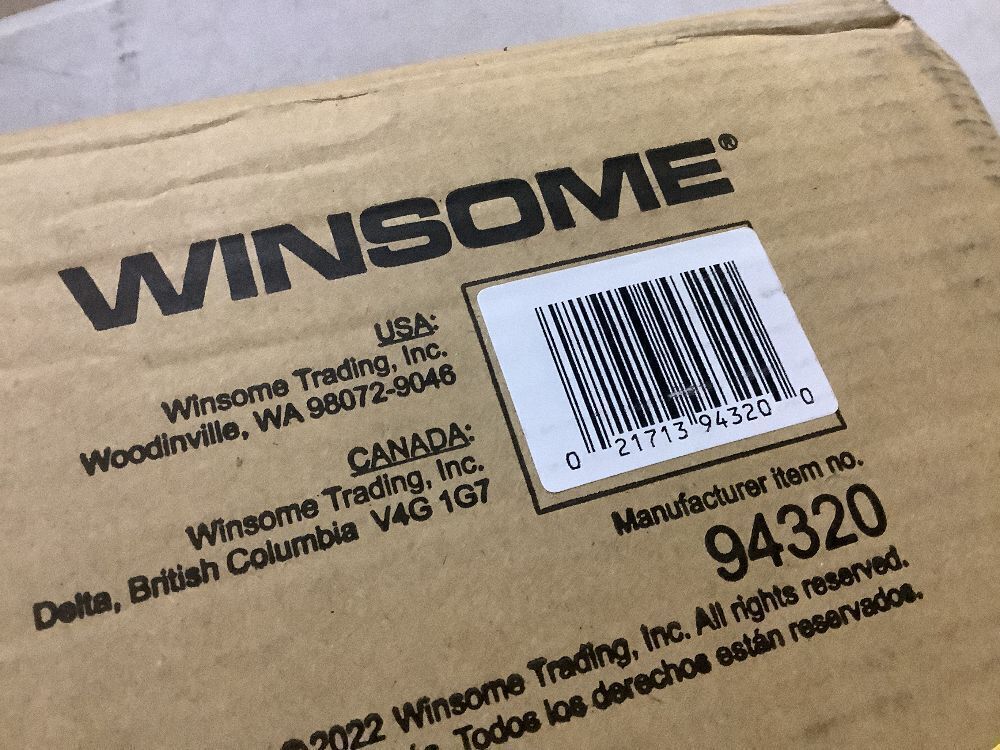 WINSOME®
USA:
Winsome Trading, Inc.
Woodinville, WA 98072-9046
CANADA:
Winsome Trading, Inc.
Delta, British Columbia V4G 1G7
0 21713 94320 0
Manufacturer item no.
94320
©2022 Winsome Trading, Inc. All rights reserved.
Todos los derechos están reservados.